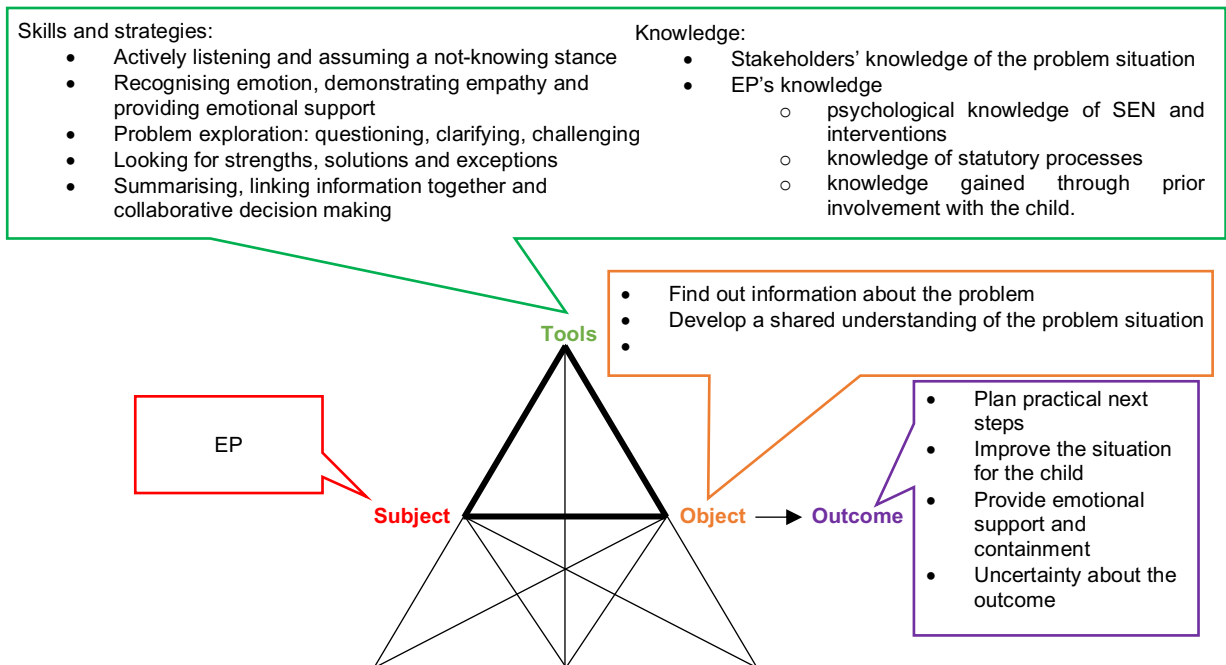 Skills and strategies:
• Actively listening and assuming a not-knowing stance
• Recognising emotion, demonstrating empathy and
providing emotional support
• Problem exploration: questioning, clarifying, challenging
• Looking for strengths, solutions and exceptions
• Summarising, linking information together and
collaborative decision making
Knowledge:
• Stakeholders' knowledge of the problem situation
• EP's knowledge
o psychological knowledge of SEN and
interventions
o knowledge of statutory processes
o knowledge gained through prior
involvement with the child.
• Find out information about the problem
• Develop a shared understanding of the problem situation
•
Tools
EP
• Plan practical next
steps
• Improve the situation
for the child
• Provide emotional
support and
containment
• Uncertainty about the
outcome
Subject
Object
Outcome